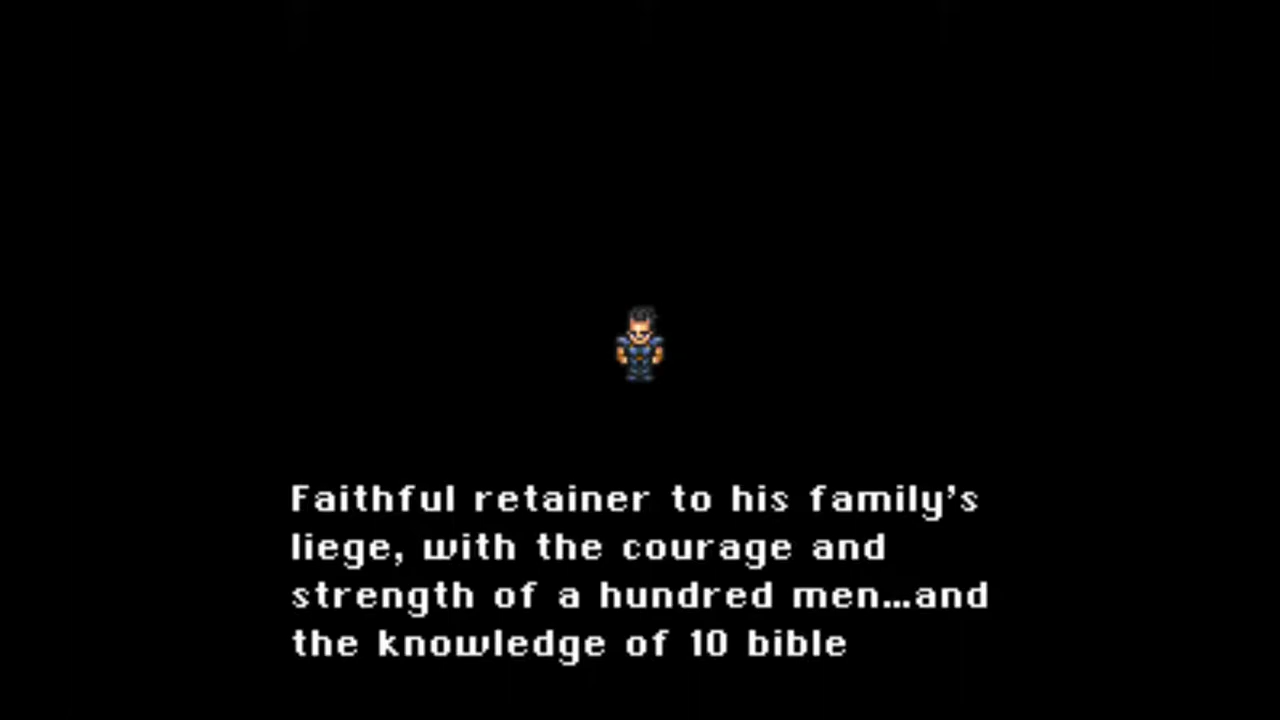 Faithful retainer to his family's
liege, with the courage and
strength of a hundred men...and
the knowledge of 10 bible